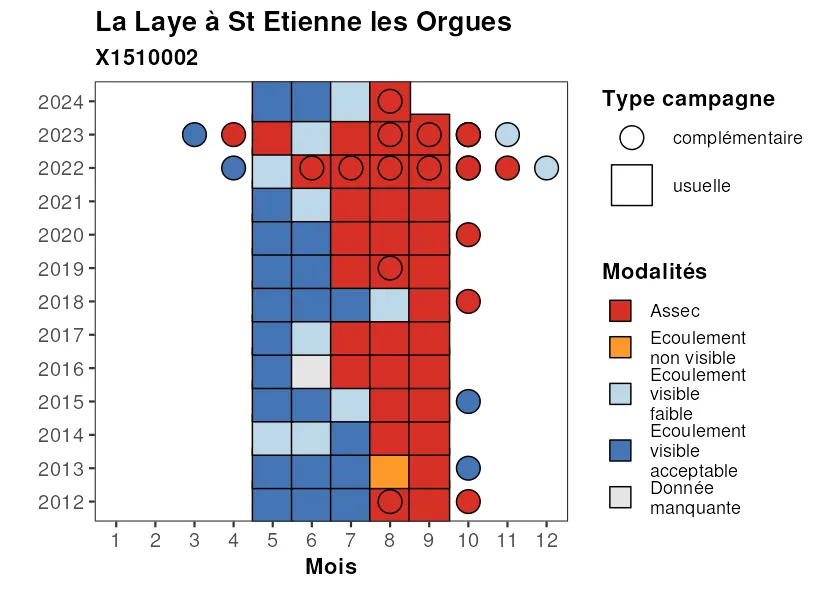 La Laye à St Etienne les Orgues
X1510002
2024
2023
2022
2021
2020
2019
2018
2017
2016
2015
2014
2013
2012
1 2 3 4 5 6 7 8 9 10 11 12
Mois
Type campagne
complémentaire
usuelle
Modalités
Assec
Ecoulement
non visible
Ecoulement
visible
faible
Ecoulement
visible
acceptable
Donnée
manquante